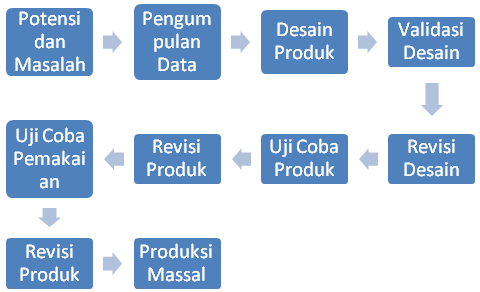 Potensi
dan
Masalah
Pengum
pulan
Data
Desain
Produk
Validasi
Desain
Revisi
Desain
Uji Coba
Produk
Revisi
Produk
Uji Coba
Pemakai
an
Revisi
Produk
Produksi
Massal